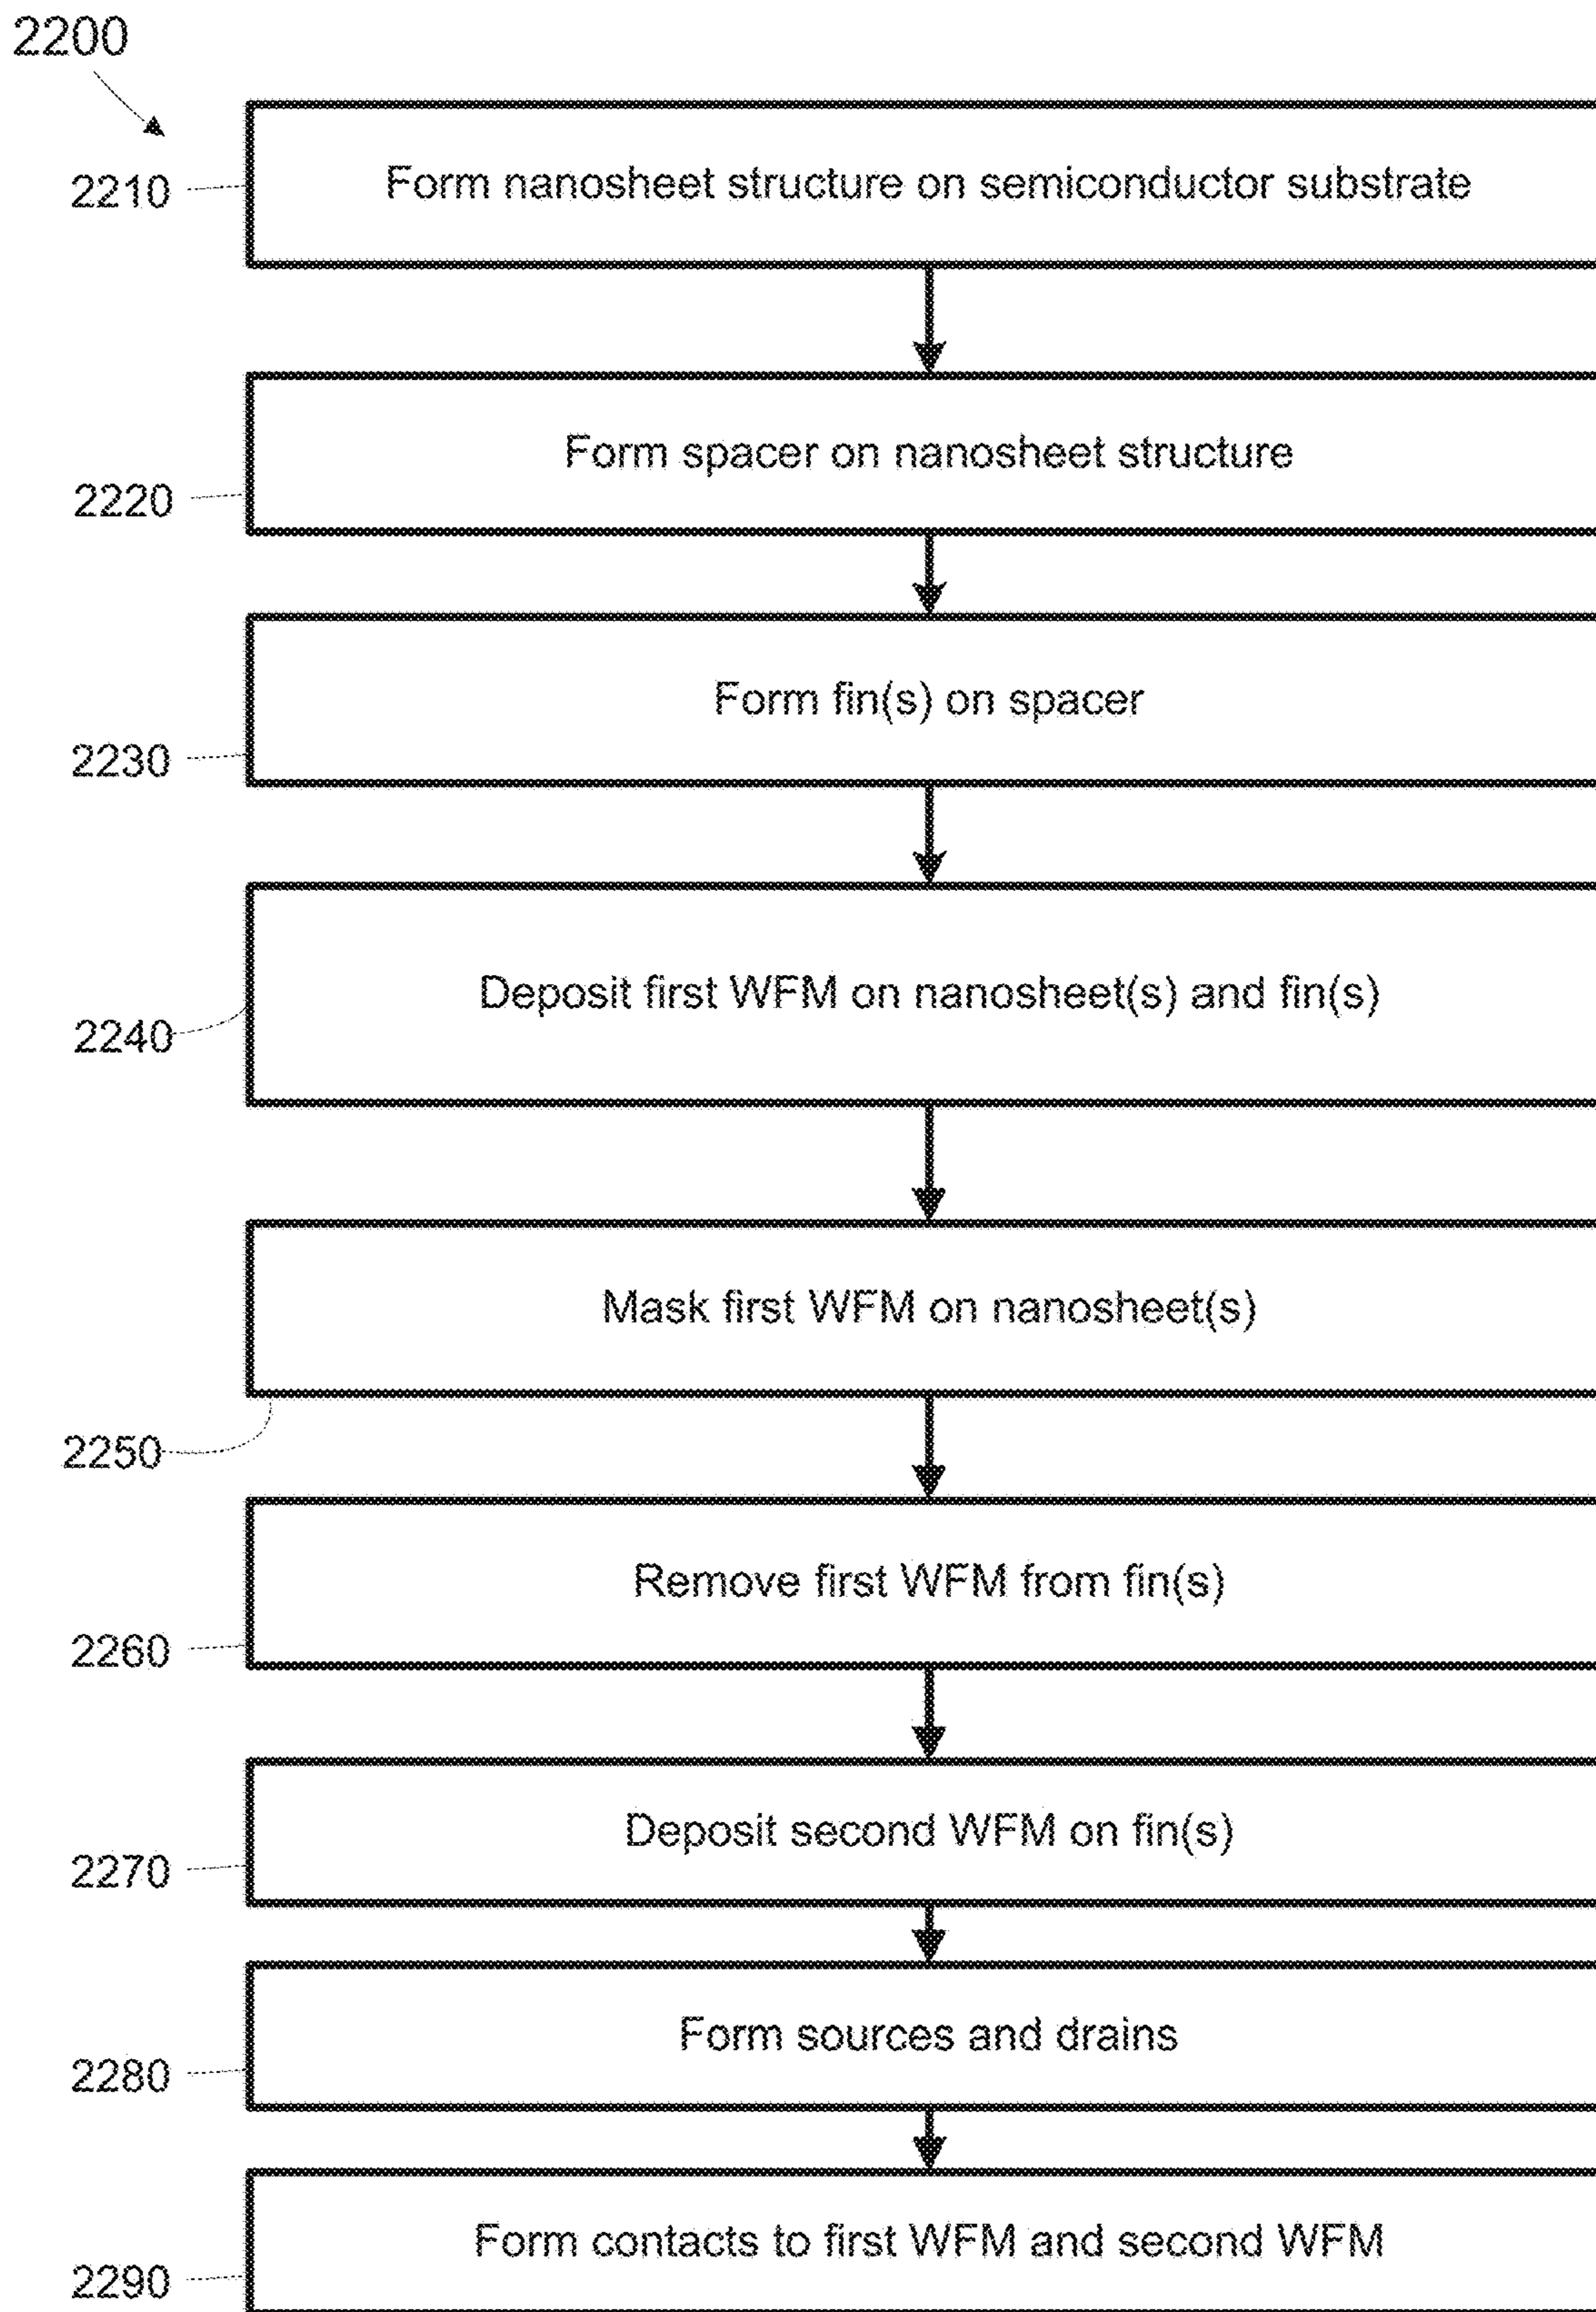 2200
Form nanosheet structure on semiconductor substrate
2210
Form spacer on nanosheet structure
2220
Form fin(s) on spacer
2230
Deposit first WFM on nanosheet(s) and fin(s)
2240
Mask first WFM on nanosheet(s)
2250
Remove first WFM from fin(s)
2260
Deposit second WFM on fin(s)
2270
Form sources and drains
2280
Form contacts to first WFM and second WFM
2290